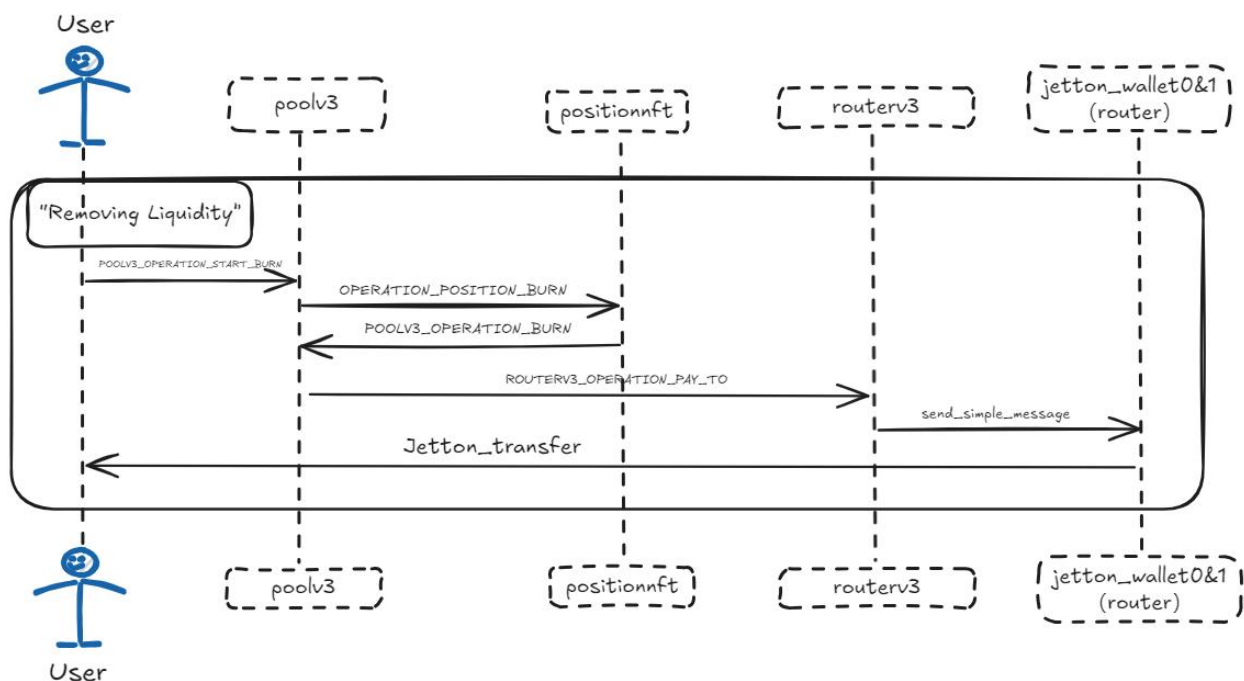 User
poolv3
positionnft
routerv3
jetton_wallet0&1
(router)
"Removing Liquidity"
POOLV3_OPERATION_START_BURN
OPERATION_POSITION_BURN
POOLV3_OPERATION_BURN
ROUTERV3_OPERATION_PAY_TO
send_simple_message
Jetton_transfer
poolv3
positionnft
routerv3
jetton_wallet0&1
(router)
User